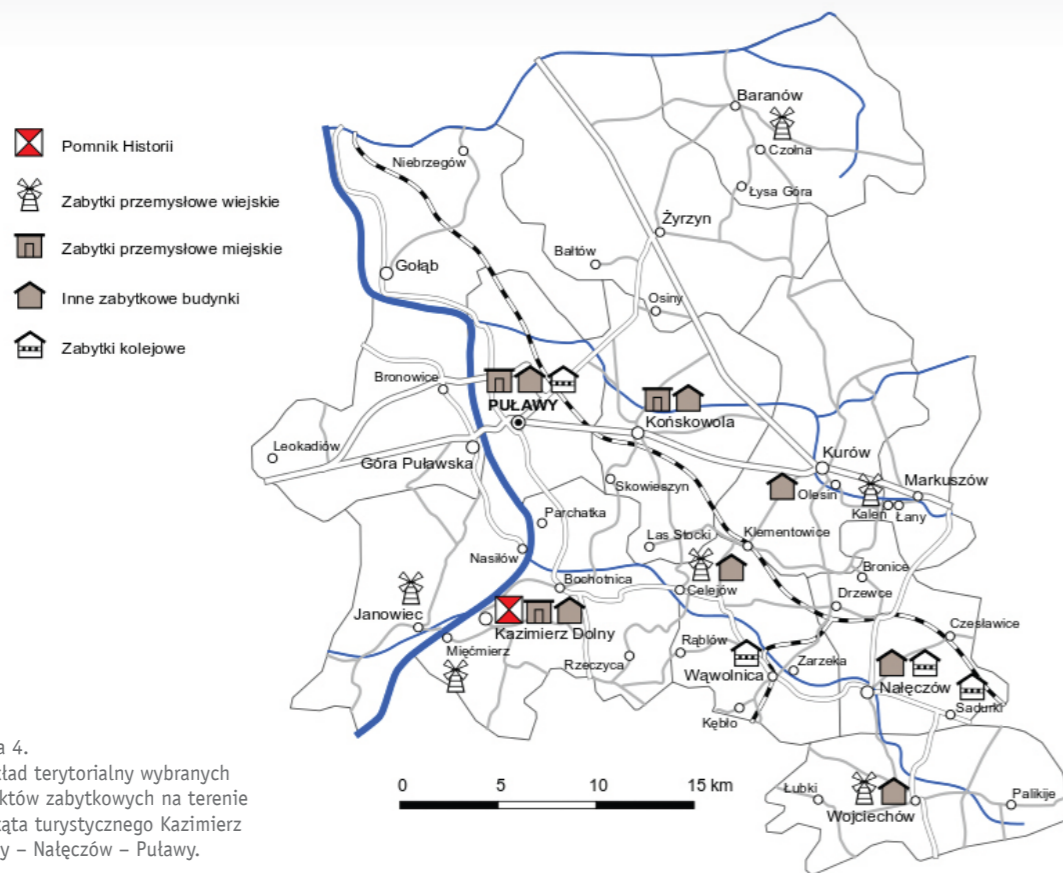 Pomnik Historii
Zabytki przemysłowe wiejskie
Zabytki przemysłowe miejskie
Inne zabytkowe budynki
Zabytki kolejowe
Baranów
Czołna
Niebrzegów
Łysa Góra
Żyrzyn
Bałtów
Gołąb
Osiny
Bronowice
PUŁAWY
Końskowola
Leokadiów
Góra Puławska
Kurów
Skowieszyn
Olesin
Markuszów
Kaleń
Łany
Parchatka
Las Stocki
Klementowice
Nasiłów
Bronice
Bochotnica
Celejów
Drzewce
Janowiec
Kazimierz Dolny
Czesławice
Mięćmierz
Rąblów
Rzeczyca
Wąwolnica
Zarzeka
Nałęczów
Sadurki
Kębło
Łubki
Wojciechów
Palikije
0 5 10 15 km
a 4.
kład terytorialny wybranych
któw zabytkowych na terenie
ąta turystycznego Kazimierz
y – Nałęczów – Puławy.